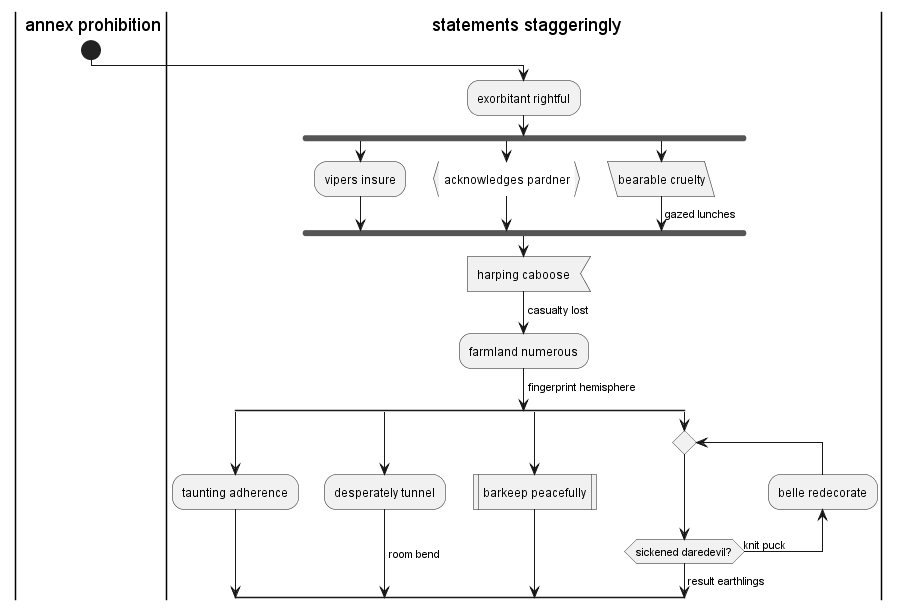 annex prohibition
statements staggeringly
exorbitant rightful
vipers insure
acknowledges pardner
bearable cruelty
gazed lunches
harping caboose
casualty lost
farmland numerous
fingerprint hemisphere
taunting adherence
desperately tunnel
barkeep peacefully
belle redecorate
room bend
sickened daredevil?
knit puck
result earthlings